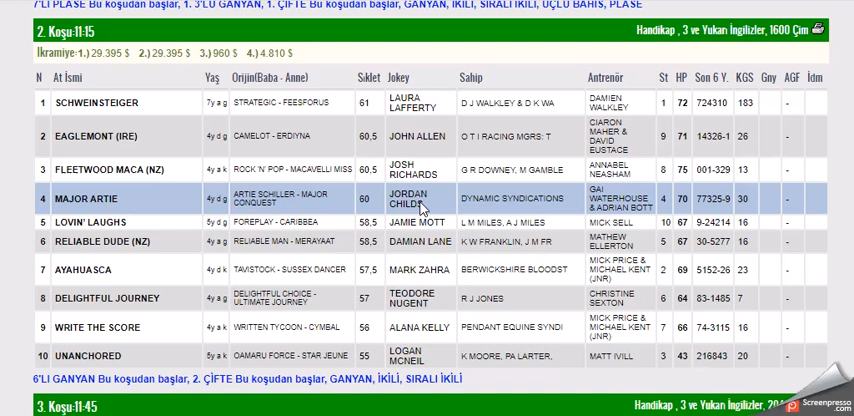 7'Lİ PLASE Bu koşudan başlar, 1. 3'LÜ GANYAN, 1. ÇİFTE Bu koşudan başlar, GANYAN, İKİLİ, SIRALI İKİLİ, ÜÇLÜ BAHİS, PLASE
2. Koşu:11:15 Handikap , 3 ve Yukarı İngilizler, 1600 Çim
İkramiye:1.) 29.395 $ 2.) 29.395 $ 3.) 960 $ 4.) 4.810 $
N At İsmi Yaş Orijin(Baba - Anne) Sıklet Jokey Sahip Antrenör St HP Son 6 Y. KGS Gny AGF İdm
1 SCHWEINSTEIGER 7y a g STRATEGIC - FEESFORUS 61 LAURA LAFFERTY D J WALKLEY & D K WA DAMIEN WALKLEY 1 72 724310 183 -
2 EAGLEMONT (IRE) 4y d g CAMELOT - ERDIYNA 60,5 JOHN ALLEN O T I RACING MGRS: T CIARON MAHER & DAVID EUSTACE 9 71 14326-1 26 -
3 FLEETWOOD MACA (NZ) 4y a k ROCK 'N' POP - MACAVELLI MISS 60,5 JOSH RICHARDS G R DOWNEY, M GAMBLE ANNABEL NEASHAM 8 75 001-329 13 -
4 MAJOR ARTIE 4y d g ARTIE SCHILLER - MAJOR CONQUEST 60 JORDAN CHILDS DYNAMIC SYNDICATIONS GAI WATERHOUSE & ADRIAN BOTT 4 70 77325-9 30 -
5 LOVIN' LAUGHS 5y d g FOREPLAY - CARIBBEA 58,5 JAMIE MOTT L M MILES, A J MILES MICK SELL 10 67 9-24214 16 -
6 RELIABLE DUDE (NZ) 4y a g RELIABLE MAN - MERAYAAT 58,5 DAMIAN LANE K W FRANKLIN, J M FR MATHEW ELLERTON 5 67 30-5277 16 -
7 AYAHUASCA 4y d k TAVISTOCK - SUSSEX DANCER 57,5 MARK ZAHRA BERWICKSHIRE BLOODST MICK PRICE & MICHAEL KENT (JNR) 2 69 5152-26 23 -
8 DELIGHTFUL JOURNEY 4y a g DELIGHTFUL CHOICE - ULTIMATE JOURNEY 57 TEODORE NUGENT R J JONES CHRISTINE SEXTON 6 64 83-1485 7 -
9 WRITE THE SCORE 4y a k WRITTEN TYCOON - CYMBAL 56 ALANA KELLY PENDANT EQUINE SYNDI MICK PRICE & MICHAEL KENT (JNR) 7 66 74-3115 16 -
10 UNANCHORED 5y a k OAMARU FORCE - STAR JEUNE 55 LOGAN MCNEIL K MOORE, PA LARTER, MATT IVILL 3 43 216843 20 -
6'LI GANYAN Bu koşudan başlar, 2. ÇİFTE Bu koşudan başlar, GANYAN, İKİLİ, SIRALI İKİLİ
3. Koşu:11:45 Handikap , 3 ve Yukarı İngilizler,
Screenpresso
.com